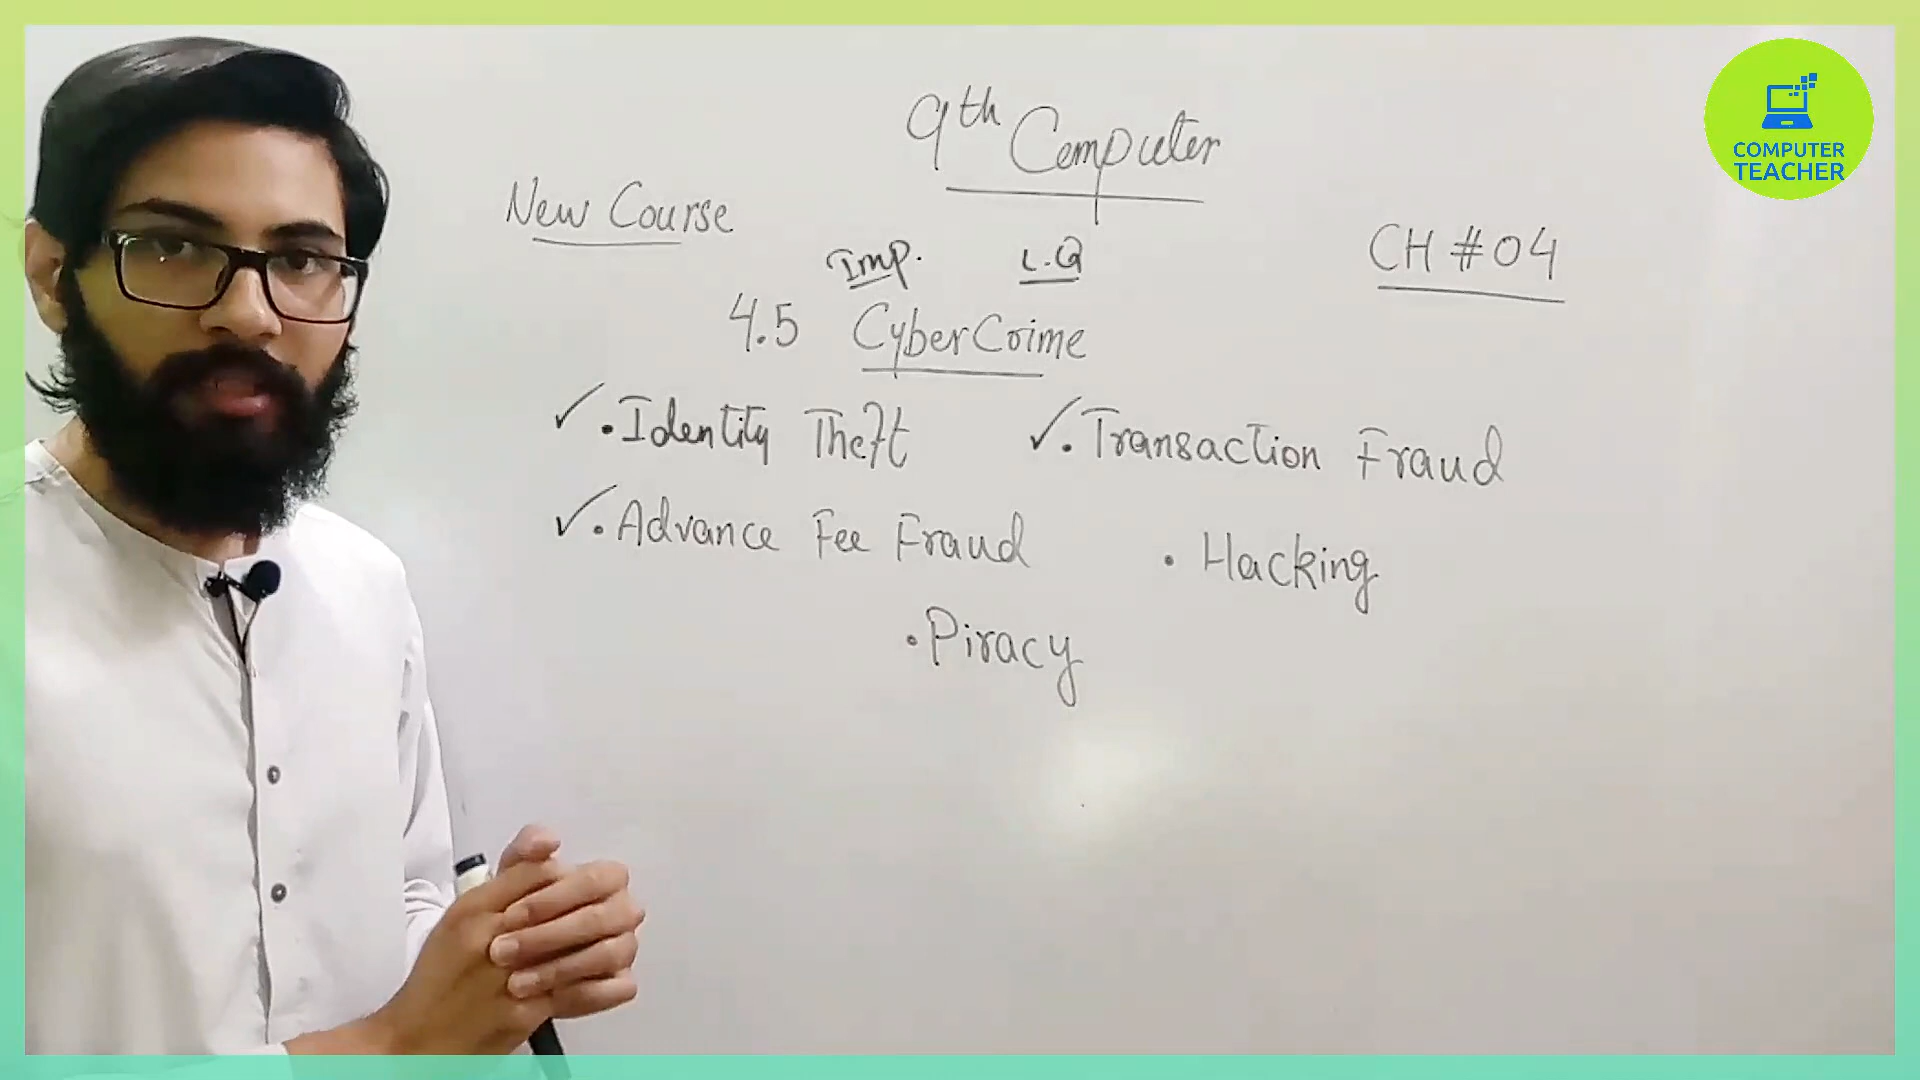 9th Computer
COMPUTER
TEACHER
New Course
CH #04
Imp. L.Q
4.5 CyberCrime
✓. Identity Theft ✓. Transaction Fraud
✓. Advance Fee Fraud . Hacking
. Piracy